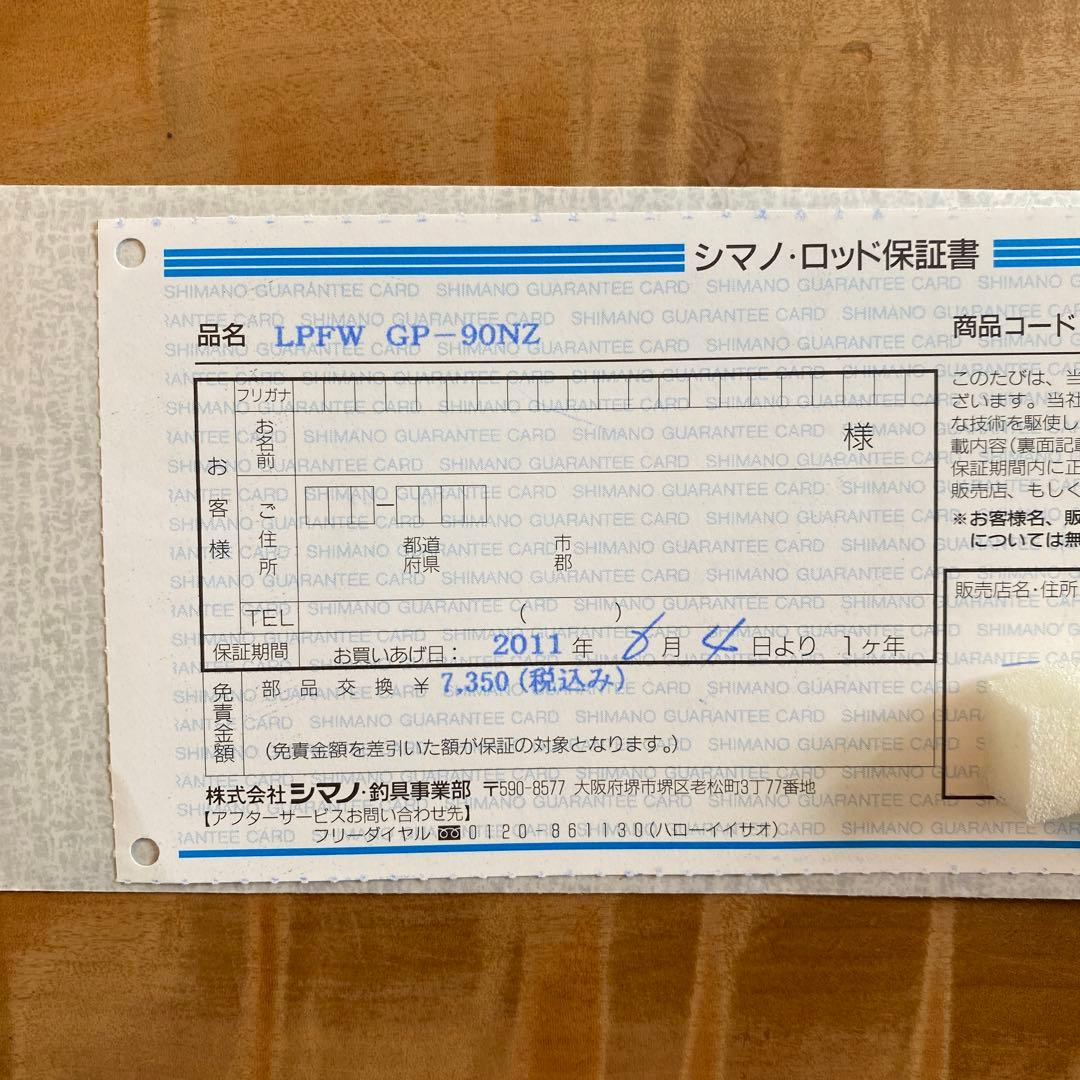 シマノ・ロッド保証書
品名 LPFW GP-90NZ
商品コード
フリガナ
お名前
様
お客様
ご住所
都道府県
市郡
TEL ( )
保証期間 お買いあげ日: 2011年 6月 4日より 1ヶ年
免責金額
部品交換 ¥7,350(税込み)
(免責金額を差引いた額が保証の対象となります。)
株式会社シマノ・釣具事業部 〒590-8577 大阪府堺市堺区老松町3丁77番地
【アフターサービスお問い合わせ先】
フリーダイヤル 0120-861130(ハローイイサオ)
このたびは、当
ざいます。当社
な技術を駆使し
載内容(裏面記
保証期間内に正
販売店、もしく
※お客様名、販
については無
販売店名・住所
SHIMANO GUARANTEE CARD